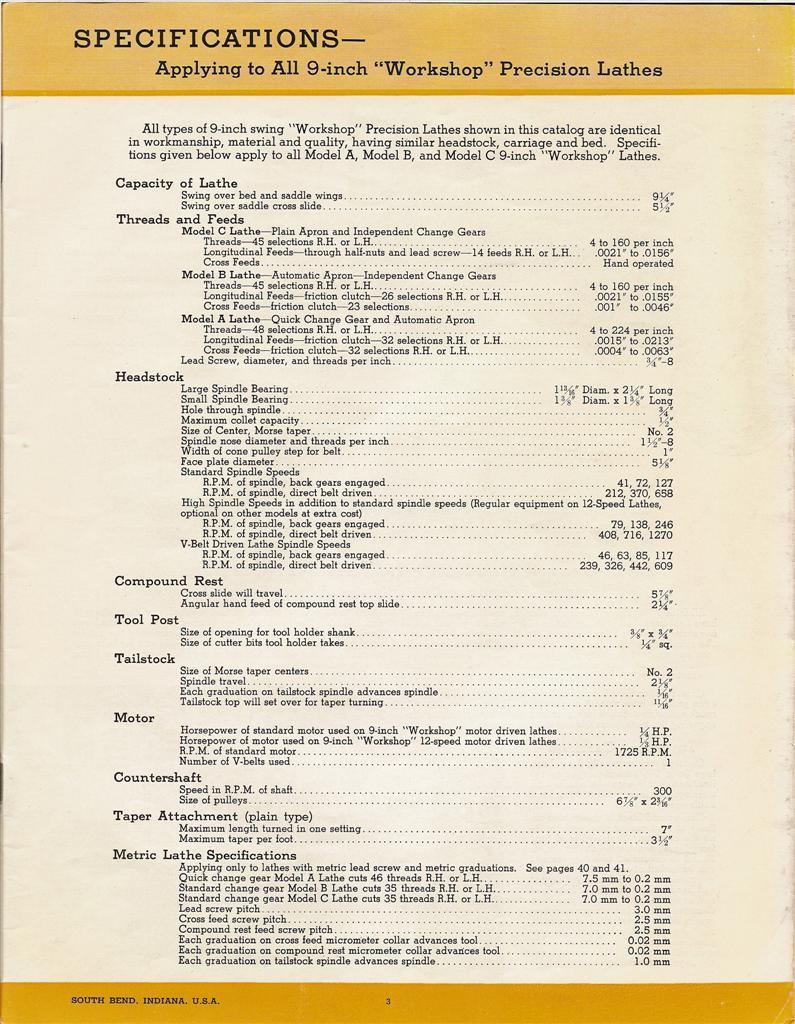 SPECIFICATIONS—
Applying to All 9-inch "Workshop" Precision Lathes
All types of 9-inch swing "Workshop" Precision Lathes shown in this catalog are identical
in workmanship, material and quality, having similar headstock, carriage and bed. Specifi-
tions given below apply to all Model A, Model B, and Model C 9-inch "Workshop" Lathes.
Capacity of Lathe
Swing over bed and saddle wings 9¼"
Swing over saddle cross slide 5½"
Threads and Feeds
Model C Lathe—Plain Apron and Independent Change Gears
Threads—45 selections R.H. or L.H. 4 to 160 per inch
Longitudinal Feeds—through half-nuts and lead screw—14 feeds R.H. or L.H. .0021" to .0156"
Cross Feeds Hand operated
Model B Lathe—Automatic Apron—Independent Change Gears
Threads—45 selections R.H. or L.H. 4 to 160 per inch
Longitudinal Feeds—friction clutch—26 selections R.H. or L.H. .0021" to .0155"
Cross Feeds—friction clutch—23 selections .001" to .0046"
Model A Lathe—Quick Change Gear and Automatic Apron
Threads—48 selections R.H. or L.H. 4 to 224 per inch
Longitudinal Feeds—friction clutch—32 selections R.H. or L.H. .0015" to .0213"
Cross Feeds—friction clutch—32 selections R.H. or L.H. .0004" to .0063"
Lead Screw, diameter, and threads per inch ¾"-8
Headstock
Large Spindle Bearing 1 13/16" Diam. x 2¼" Long
Small Spindle Bearing 1⅜" Diam. x 1⅜" Long
Hole through spindle ¾"
Maximum collet capacity ½"
Size of Center, Morse taper No. 2
Spindle nose diameter and threads per inch 1½"-8
Width of cone pulley step for belt 1"
Face plate diameter 5⅛"
Standard Spindle Speeds
R.P.M. of spindle, back gears engaged 41, 72, 127
R.P.M. of spindle, direct belt driven 212, 370, 658
High Spindle Speeds in addition to standard spindle speeds (Regular equipment on 12-Speed Lathes,
optional on other models at extra cost)
R.P.M. of spindle, back gears engaged 79, 138, 246
R.P.M. of spindle, direct belt driven 408, 716, 1270
V-Belt Driven Lathe Spindle Speeds
R.P.M. of spindle, back gears engaged 46, 63, 85, 117
R.P.M. of spindle, direct belt driven 239, 326, 442, 609
Compound Rest
Cross slide will travel 5⅞"
Angular hand feed of compound rest top slide 2¼"
Tool Post
Size of opening for tool holder shank ⅜" x ¾"
Size of cutter bits tool holder takes ¼" sq.
Tailstock
Size of Morse taper centers No. 2
Spindle travel 2⅛"
Each graduation on tailstock spindle advances spindle 1/16"
Tailstock top will set over for taper turning 11/16"
Motor
Horsepower of standard motor used on 9-inch "Workshop" motor driven lathes ¼ H.P.
Horsepower of motor used on 9-inch "Workshop" 12-speed motor driven lathes ⅓ H.P.
R.P.M. of standard motor 1725 R.P.M.
Number of V-belts used 1
Countershaft
Speed in R.P.M. of shaft 300
Size of pulleys 6⅞" x 2 3/16"
Taper Attachment (plain type)
Maximum length turned in one setting 7"
Maximum taper per foot 3½"
Metric Lathe Specifications
Applying only to lathes with metric lead screw and metric graduations. See pages 40 and 41.
Quick change gear Model A Lathe cuts 46 threads R.H. or L.H. 7.5 mm to 0.2 mm
Standard change gear Model B Lathe cuts 35 threads R.H. or L.H. 7.0 mm to 0.2 mm
Standard change gear Model C Lathe cuts 35 threads R.H. or L.H. 7.0 mm to 0.2 mm
Lead screw pitch 3.0 mm
Cross feed screw pitch 2.5 mm
Compound rest feed screw pitch 2.5 mm
Each graduation on cross feed micrometer collar advances tool 0.02 mm
Each graduation on compound rest micrometer collar advances tool 0.02 mm
Each graduation on tailstock spindle advances spindle 1.0 mm
SOUTH BEND, INDIANA, U.S.A. 3